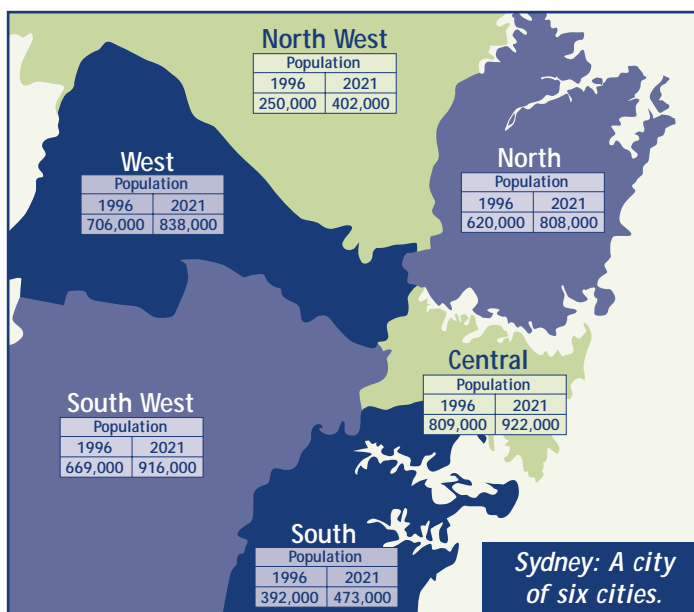 North West
Population
1996 2021
250,000 402,000
West
Population
1996 2021
706,000 838,000
North
Population
1996 2021
620,000 808,000
Central
Population
1996 2021
809,000 922,000
South West
Population
1996 2021
669,000 916,000
South
Population
1996 2021
392,000 473,000
Sydney: A city
of six cities.